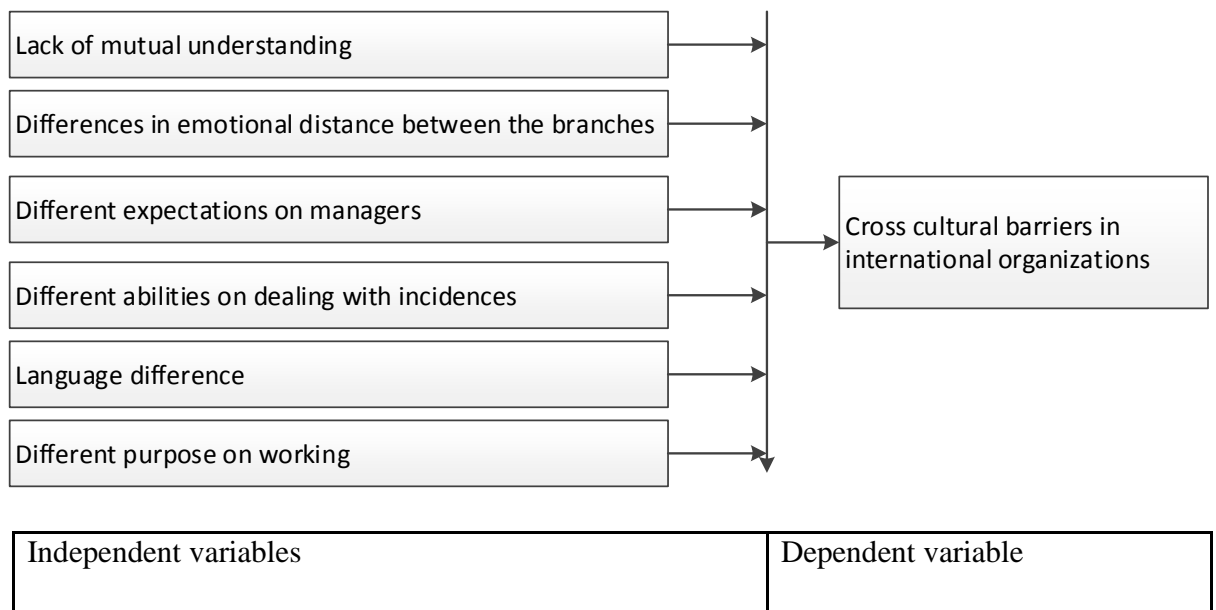 Lack of mutual understanding
Differences in emotional distance between the branches
Different expectations on managers
Different abilities on dealing with incidences
Language difference
Different purpose on working
Cross cultural barriers in
international organizations
Independent variables
Dependent variable